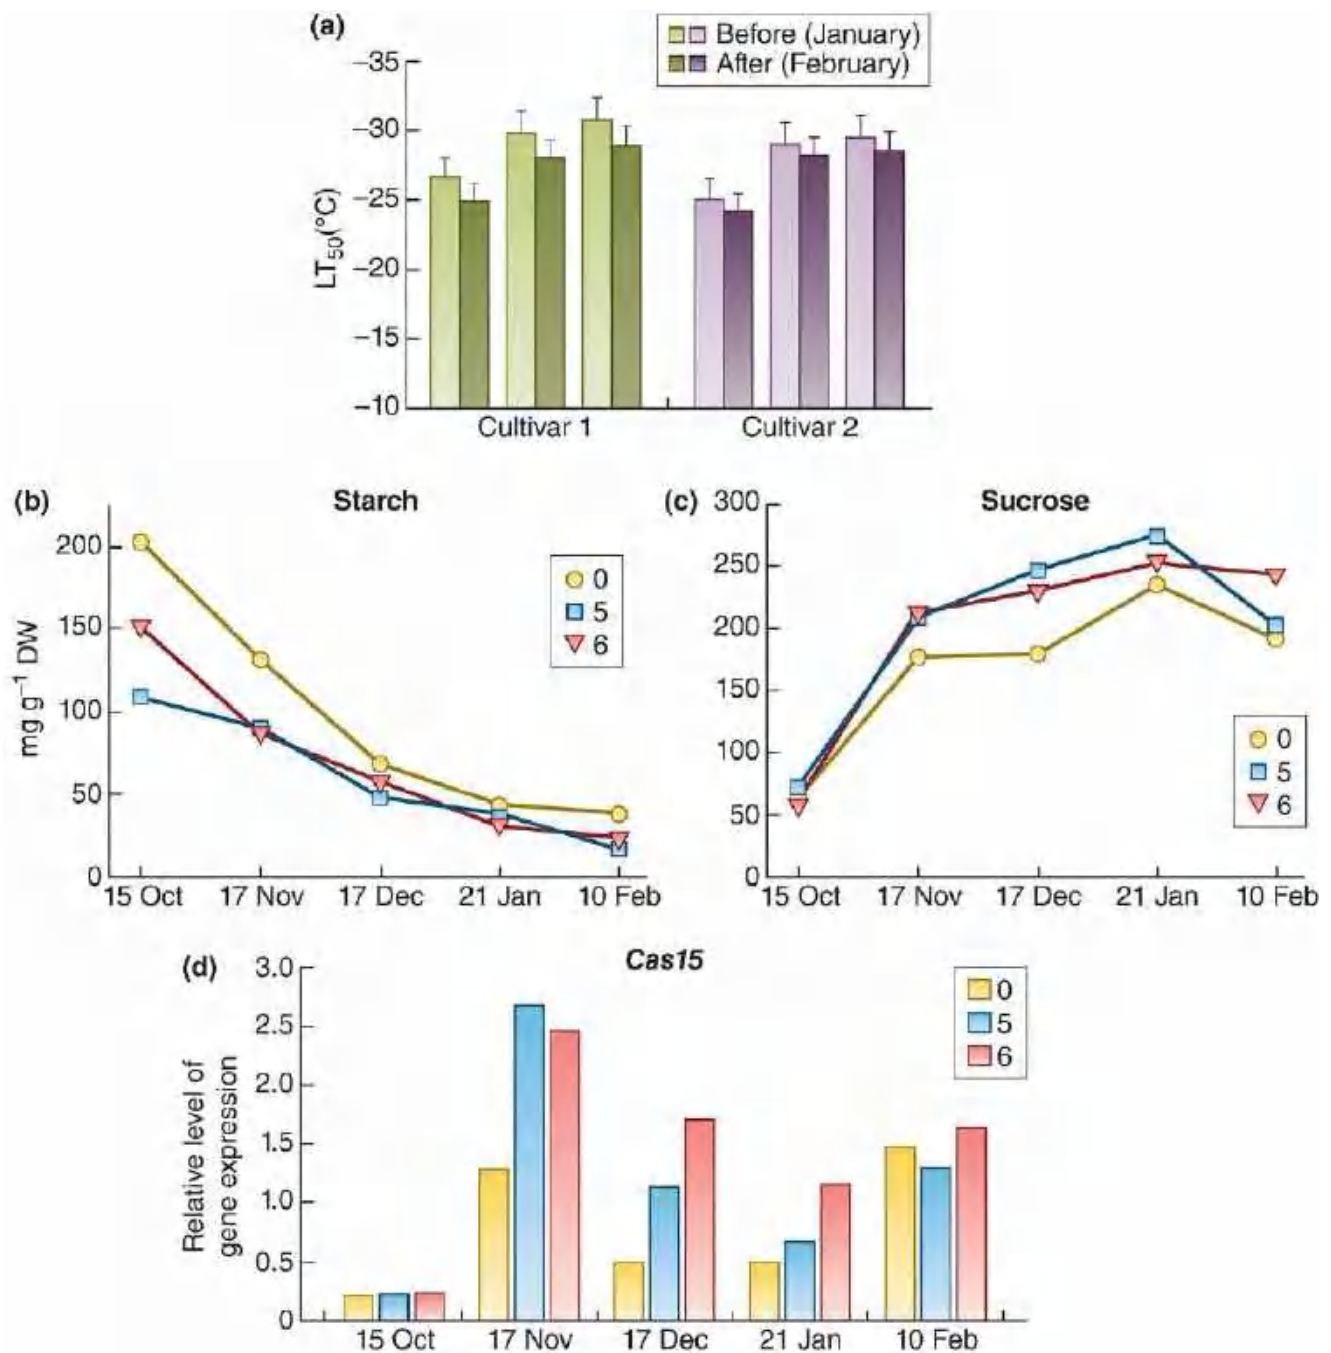 (a)
Before (January)
After (February)
LT₅₀(°C)
–35
–30
–25
–20
–15
–10
Cultivar 1
Cultivar 2
(b)
Starch
mg g⁻¹ DW
200
150
100
50
0
15 Oct
17 Nov
17 Dec
21 Jan
10 Feb
0
5
6
(c)
Sucrose
300
250
200
150
100
50
0
15 Oct
17 Nov
17 Dec
21 Jan
10 Feb
0
5
6
(d)
Cas15
Relative level of
gene expression
3.0
2.5
2.0
1.5
1.0
0.5
0
15 Oct
17 Nov
17 Dec
21 Jan
10 Feb
0
5
6